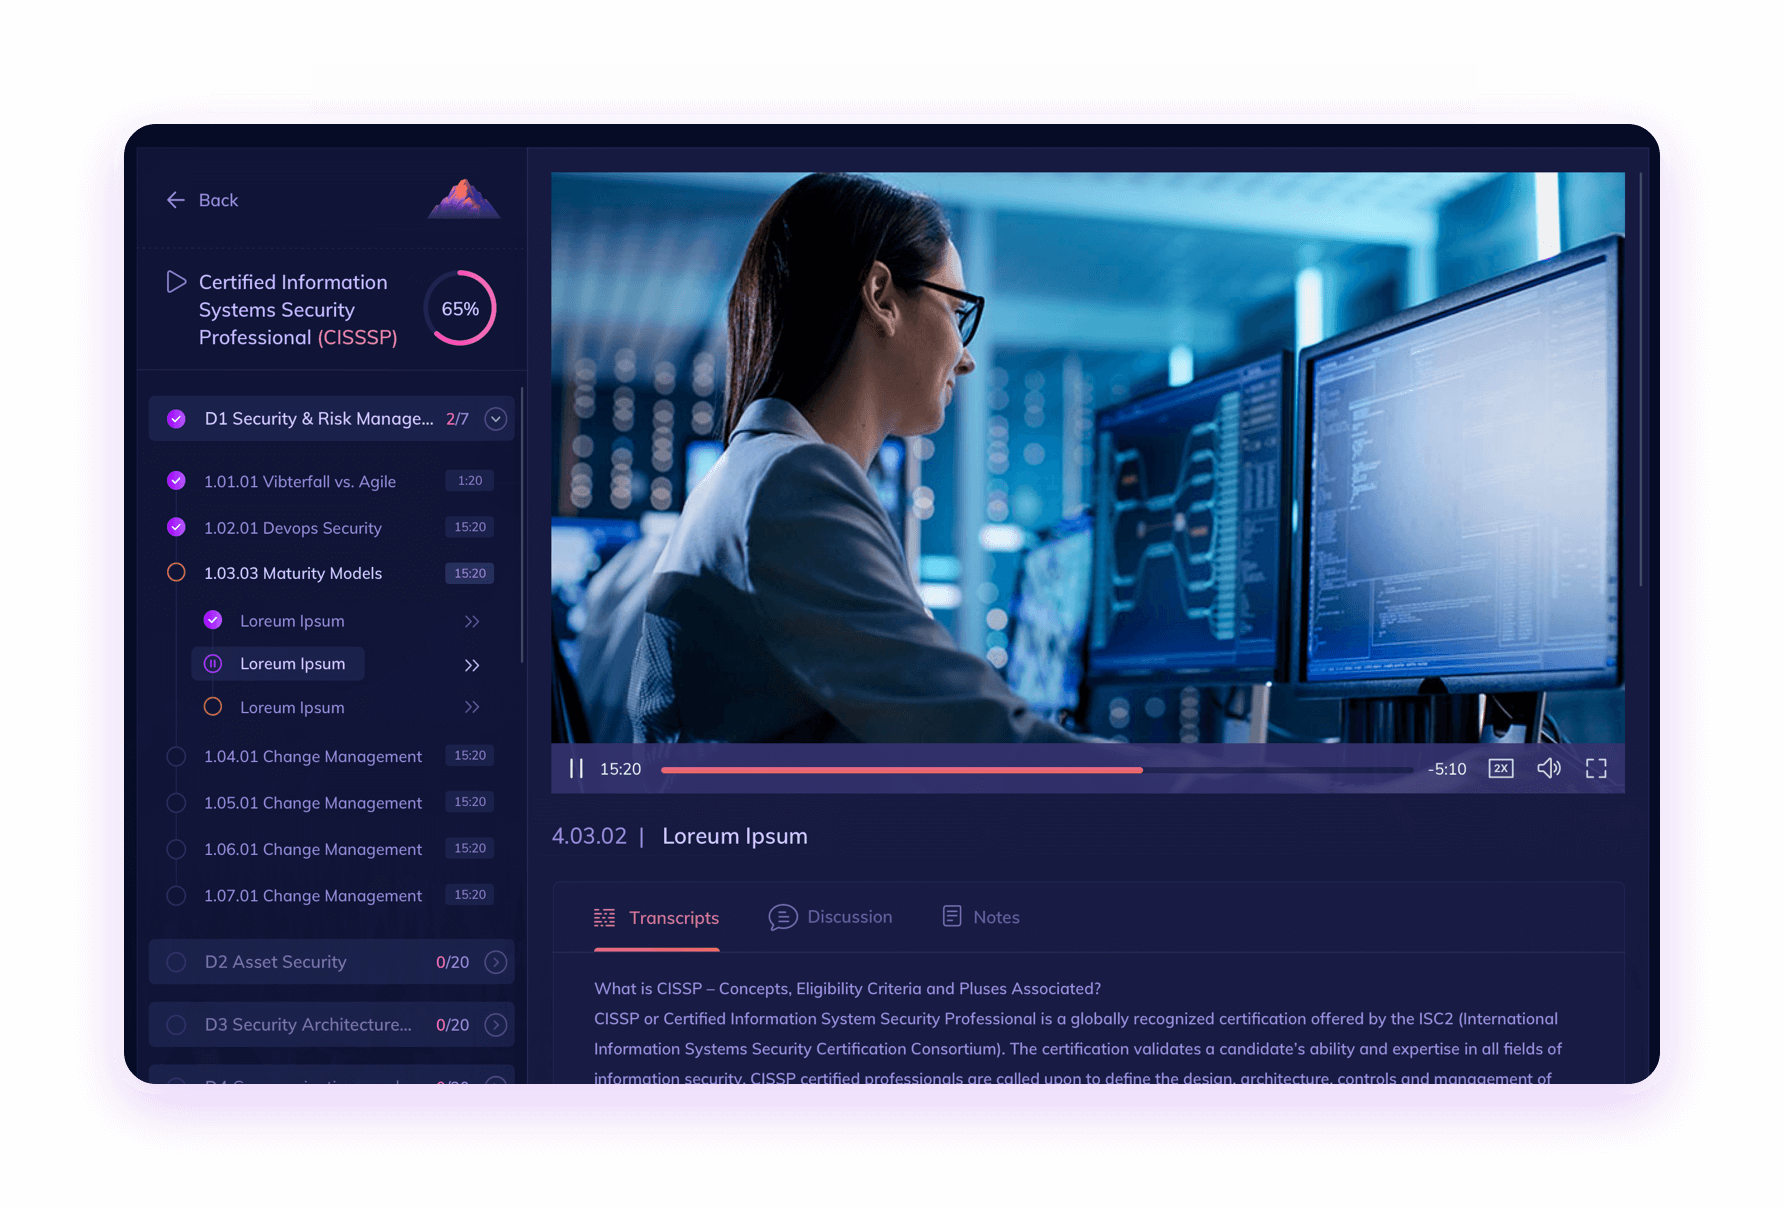 Back
Certified Information
Systems Security
Professional (CISSSP)
65%
D1 Security & Risk Manage... 2/7
1.01.01 Vibterfall vs. Agile 1:20
1.02.01 Devops Security 15:20
1.03.03 Maturity Models 15:20
Loreum Ipsum
Loreum Ipsum
Loreum Ipsum
1.04.01 Change Management 15:20
1.05.01 Change Management 15:20
1.06.01 Change Management 15:20
1.07.01 Change Management 15:20
D2 Asset Security 0/20
D3 Security Architecture... 0/20
15:20
-5:10
2X
4.03.02 | Loreum Ipsum
Transcripts
Discussion
Notes
What is CISSP – Concepts, Eligibility Criteria and Pluses Associated?
CISSP or Certified Information System Security Professional is a globally recognized certification offered by the ISC2 (International
Information Systems Security Certification Consortium). The certification validates a candidate’s ability and expertise in all fields of
information security. CISSP certified professionals are called upon to define the design, architecture, controls and management of